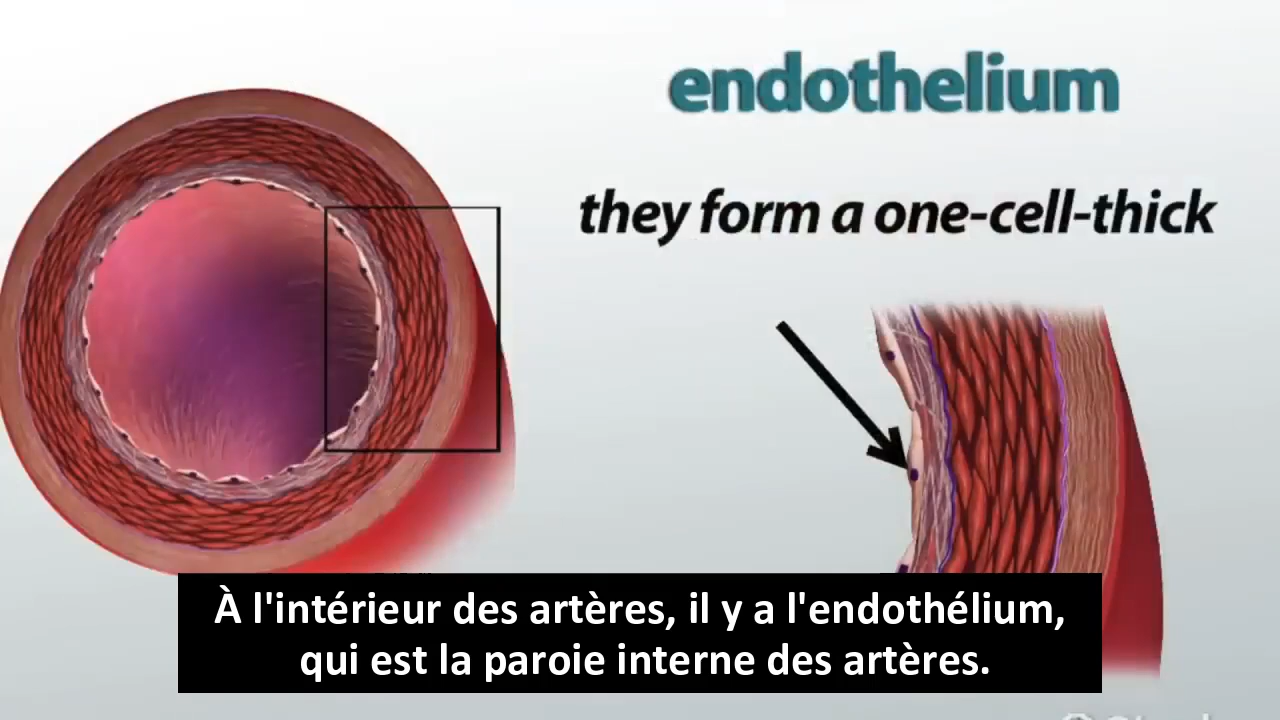 endothelium
they form a one-cell-thick
À l'intérieur des artères, il y a l'endothélium,
qui est la paroie interne des artères.